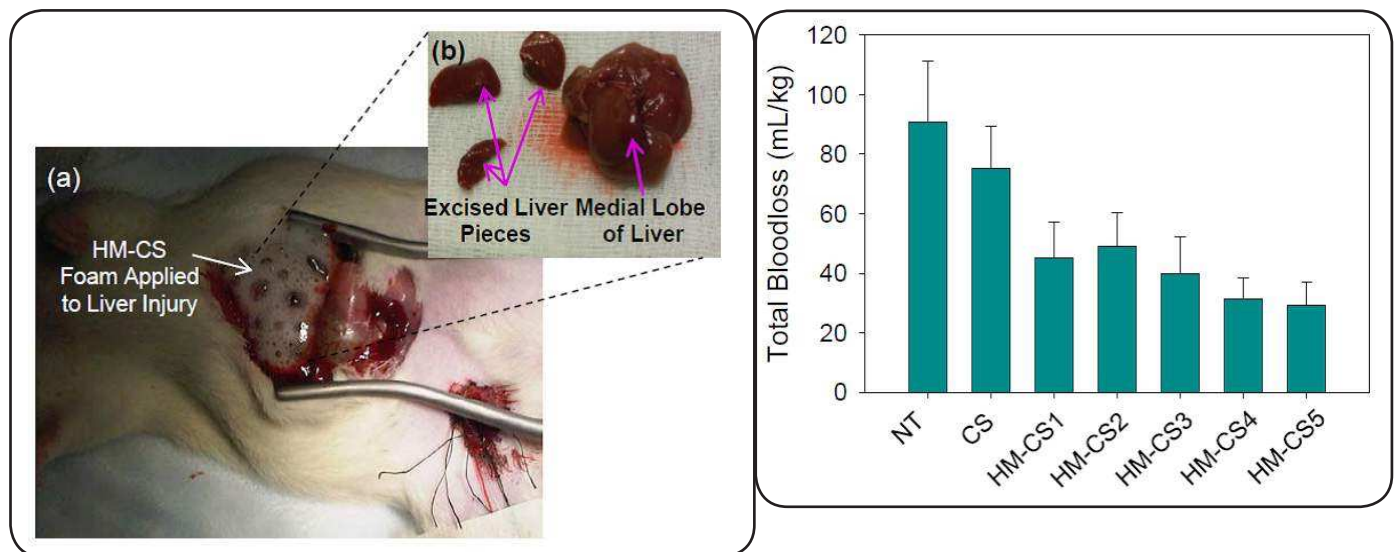 (a)
HM-CS
Foam Applied
to Liver Injury
(b)
Excised Liver
Pieces
Medial Lobe
of Liver
Total Bloodloss (mL/kg)
120
100
80
60
40
20
0
NT
CS
HM-CS1
HM-CS2
HM-CS3
HM-CS4
HM-CS5